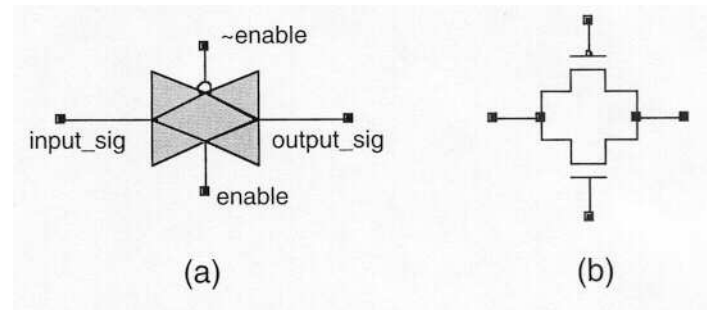 ~enable
input_sig
output_sig
enable
(a)
(b)